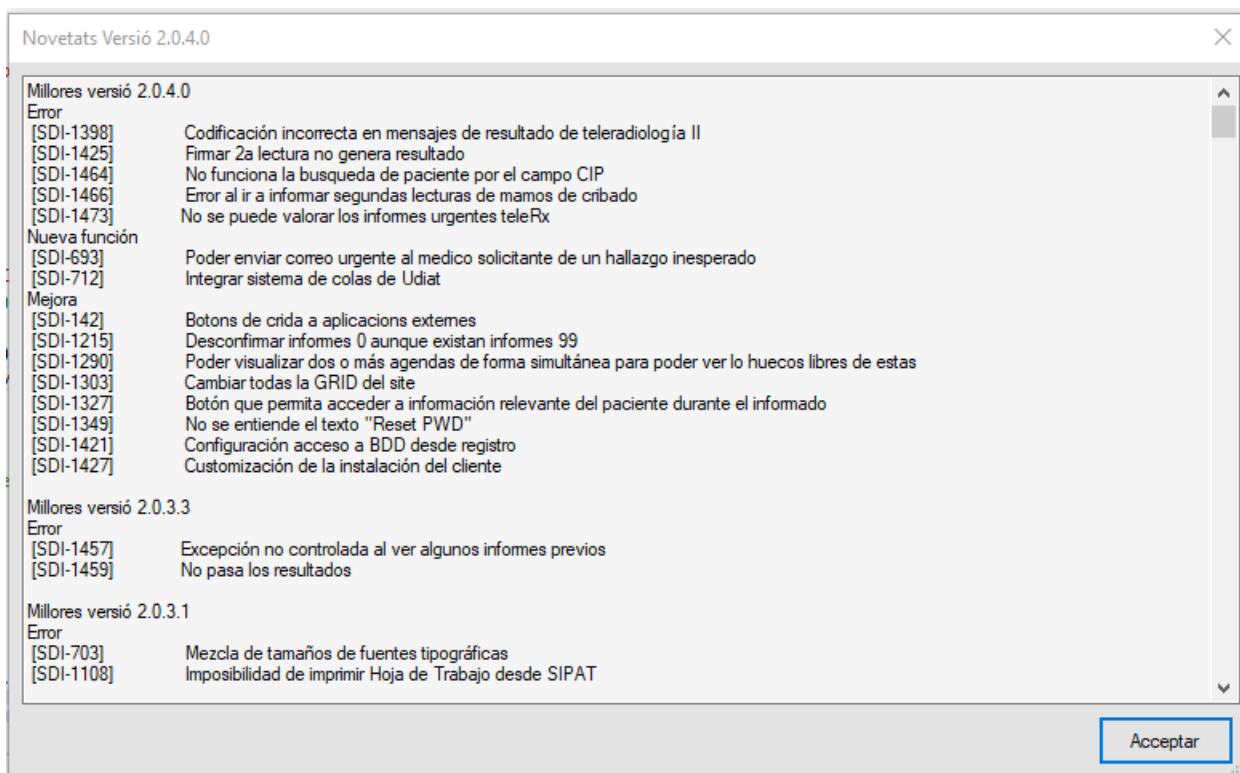 Novetats Versió 2.0.4.0
Millores versió 2.0.4.0
Error
[SDI-1398] Codificación incorrecta en mensajes de resultado de teleradiología II
[SDI-1425] Firmar 2a lectura no genera resultado
[SDI-1464] No funciona la busqueda de paciente por el campo CIP
[SDI-1466] Error al ir a informar segundas lecturas de mamos de cribado
[SDI-1473] No se puede valorar los informes urgentes teleRx
Nueva función
[SDI-693] Poder enviar correo urgente al medico solicitante de un hallazgo inesperado
[SDI-712] Integrar sistema de colas de Udiat
Mejora
[SDI-142] Botons de crida a aplicacions externes
[SDI-1215] Desconfirmar informes 0 aunque existan informes 99
[SDI-1290] Poder visualizar dos o más agendas de forma simultánea para poder ver lo huecos libres de estas
[SDI-1303] Cambiar todas la GRID del site
[SDI-1327] Botón que permita acceder a información relevante del paciente durante el informado
[SDI-1349] No se entiende el texto "Reset PWD"
[SDI-1421] Configuración acceso a BDD desde registro
[SDI-1427] Customización de la instalación del cliente
Millores versió 2.0.3.3
Error
[SDI-1457] Excepción no controlada al ver algunos informes previos
[SDI-1459] No pasa los resultados
Millores versió 2.0.3.1
Error
[SDI-703] Mezcla de tamaños de fuentes tipográficas
[SDI-1108] Imposibilidad de imprimir Hoja de Trabajo desde SIPAT
Acceptar